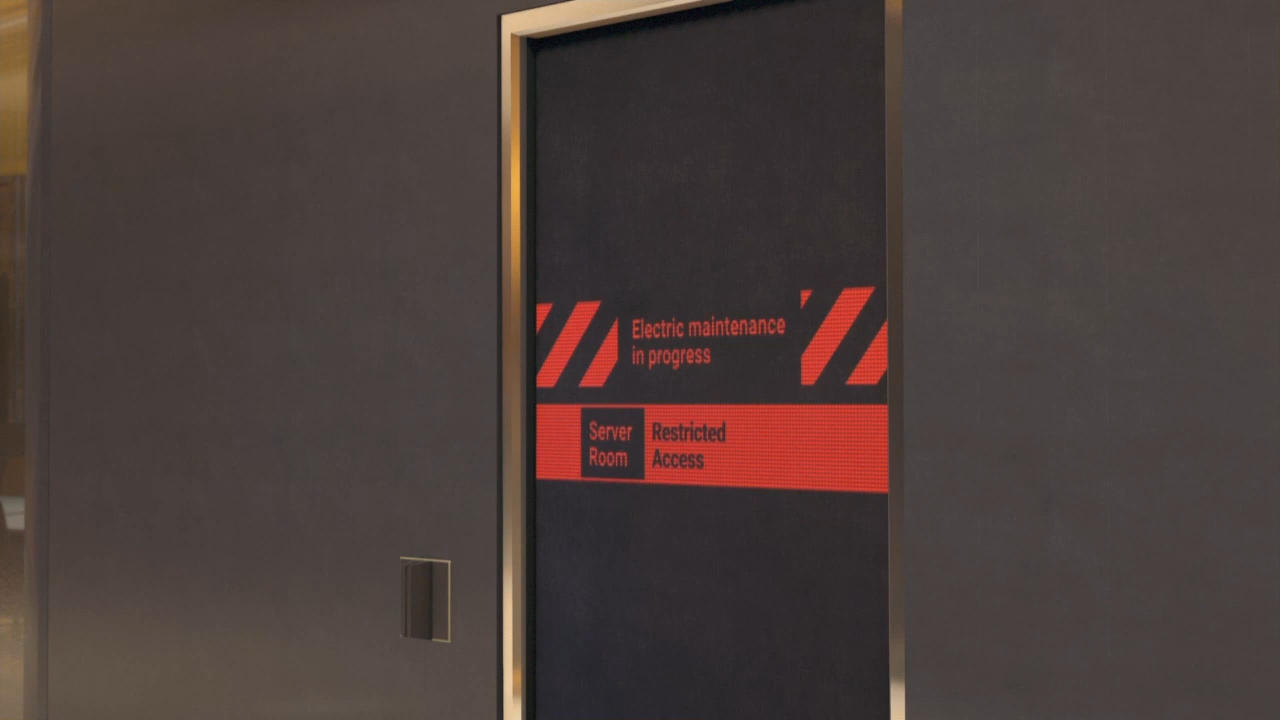 Electric maintenance
in progress
Server
Room
Restricted
Access